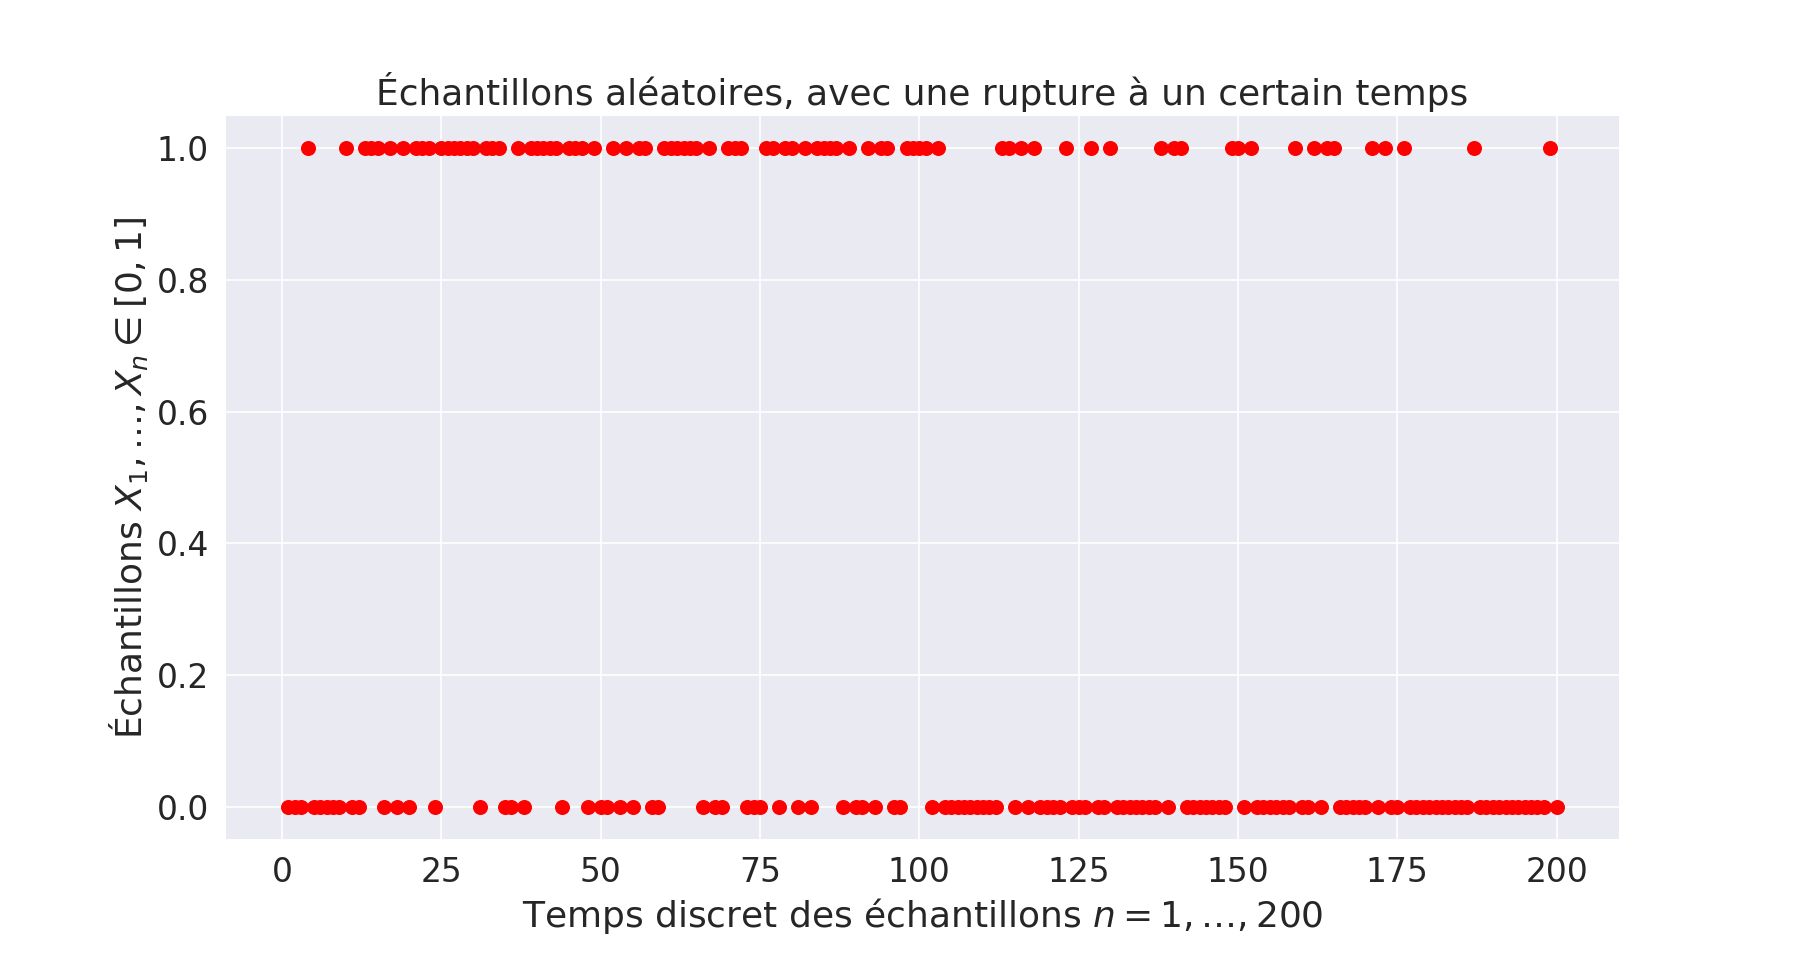 Échantillons aléatoires, avec une rupture à un certain temps
Échantillons X₁, ..., Xₙ ∈ [0, 1]
1.0
0.8
0.6
0.4
0.2
0.0
0 25 50 75 100 125 150 175 200
Temps discret des échantillons n = 1, ..., 200